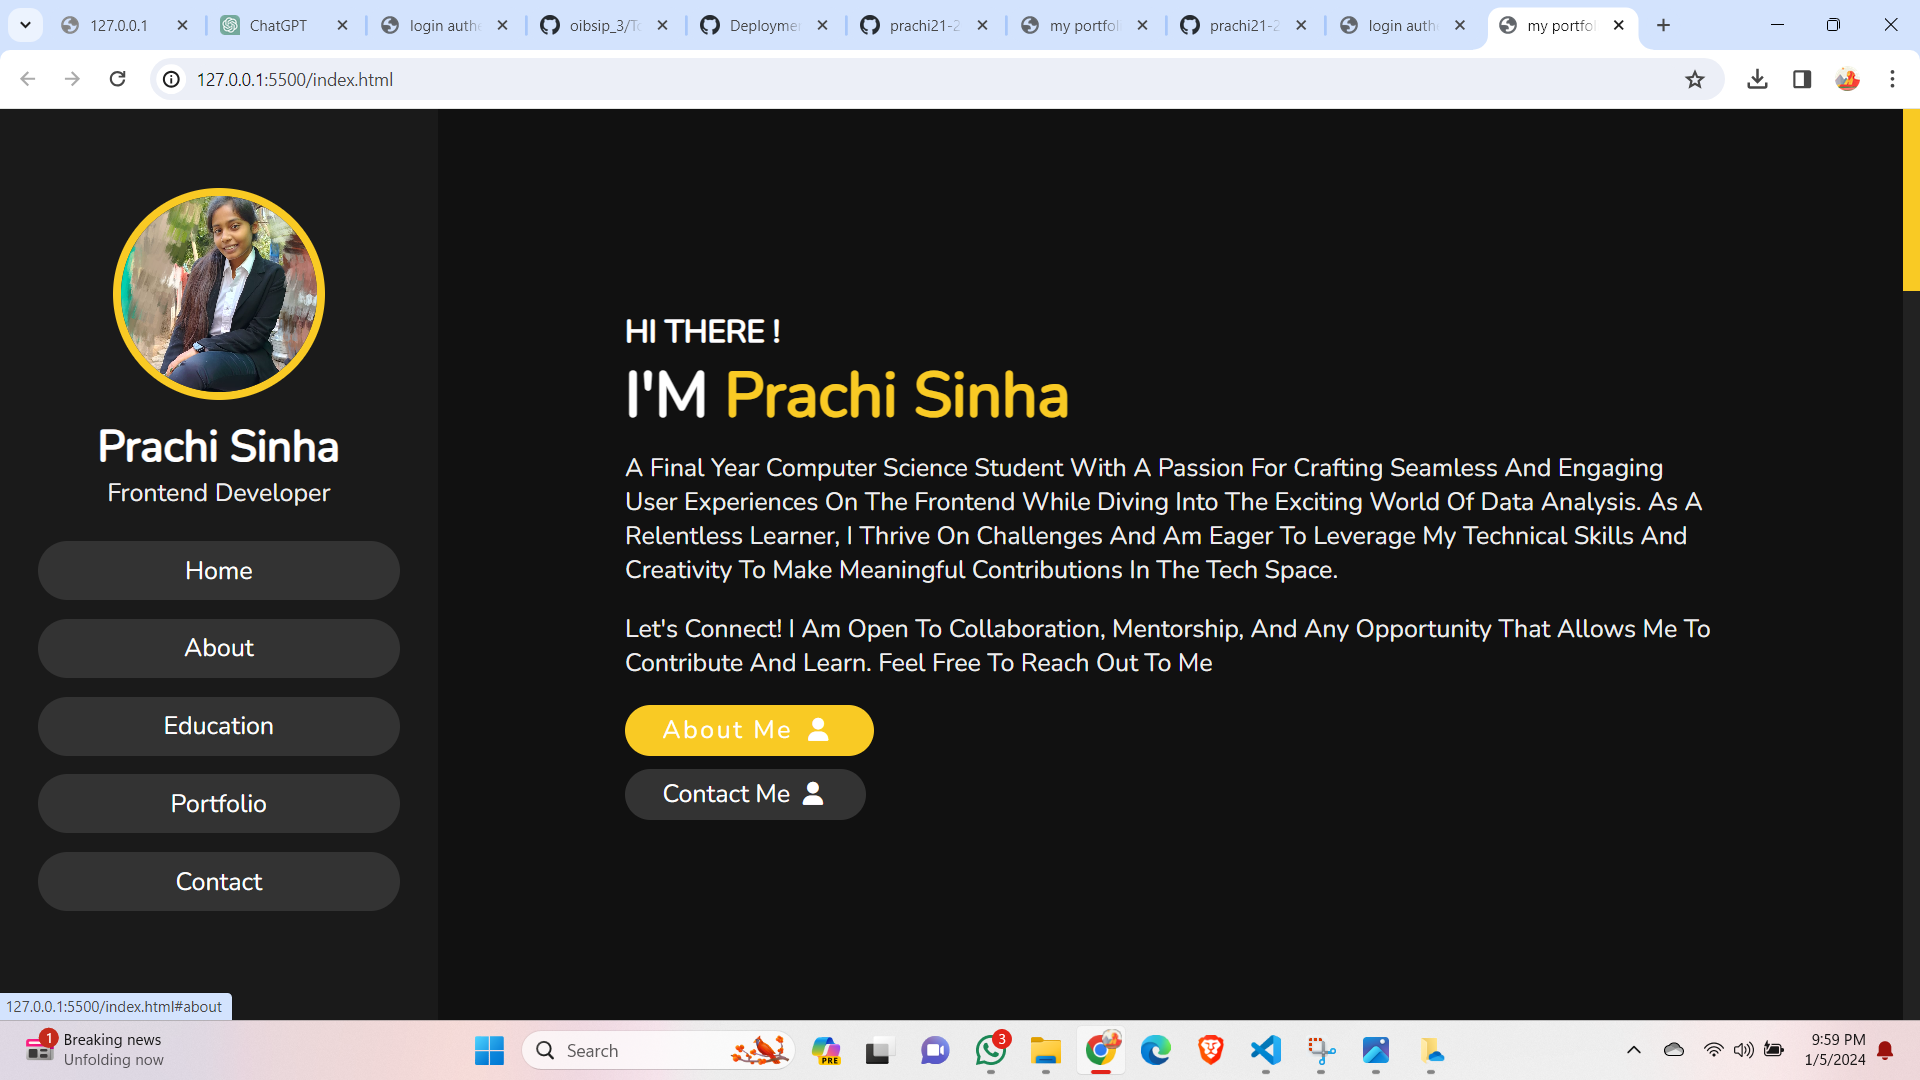 127.0.0.1
ChatGPT
login authe
oibsip_3/To
Deployme
prachi21-2
my portfoli
prachi21-2
login authe
my portfol
127.0.0.1:5500/index.html
Prachi Sinha
Frontend Developer
Home
About
Education
Portfolio
Contact
HI THERE !
I'M Prachi Sinha
A Final Year Computer Science Student With A Passion For Crafting Seamless And Engaging
User Experiences On The Frontend While Diving Into The Exciting World Of Data Analysis. As A
Relentless Learner, I Thrive On Challenges And Am Eager To Leverage My Technical Skills And
Creativity To Make Meaningful Contributions In The Tech Space.
Let's Connect! I Am Open To Collaboration, Mentorship, And Any Opportunity That Allows Me To
Contribute And Learn. Feel Free To Reach Out To Me
About Me
Contact Me
127.0.0.1:5500/index.html#about
1
Breaking news
Unfolding now
Search
PRE
3
9:59 PM
1/5/2024